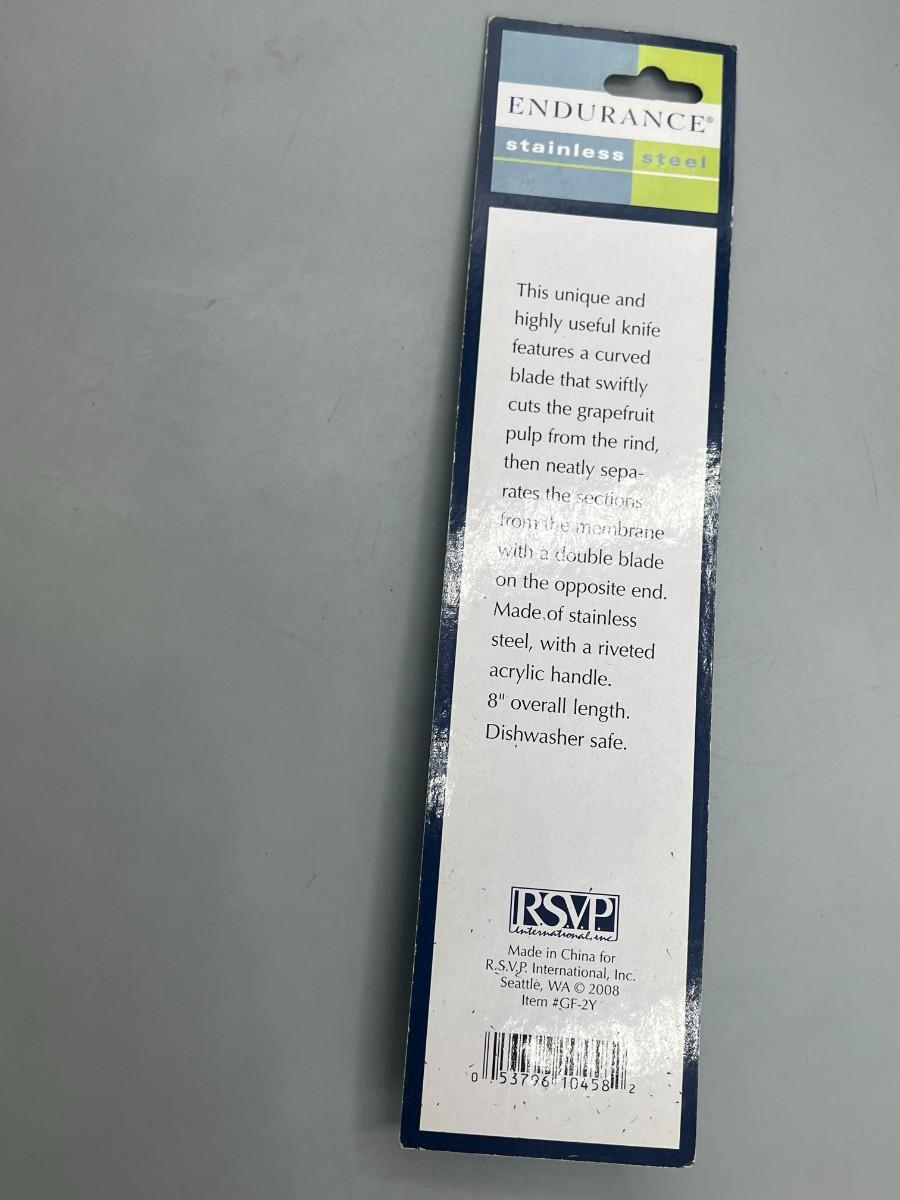 ENDURANCE®
stainless steel
This unique and
highly useful knife
features a curved
blade that swiftly
cuts the grapefruit
pulp from the rind,
then neatly sepa-
rates the sections
from the membrane
with a double blade
on the opposite end.
Made of stainless
steel, with a riveted
acrylic handle.
8" overall length.
Dishwasher safe.
R.S.V.P.
International, inc.
Made in China for
R.S.V.P. International, Inc.
Seattle, WA © 2008
Item #GF-2Y
0 53796 10458 2